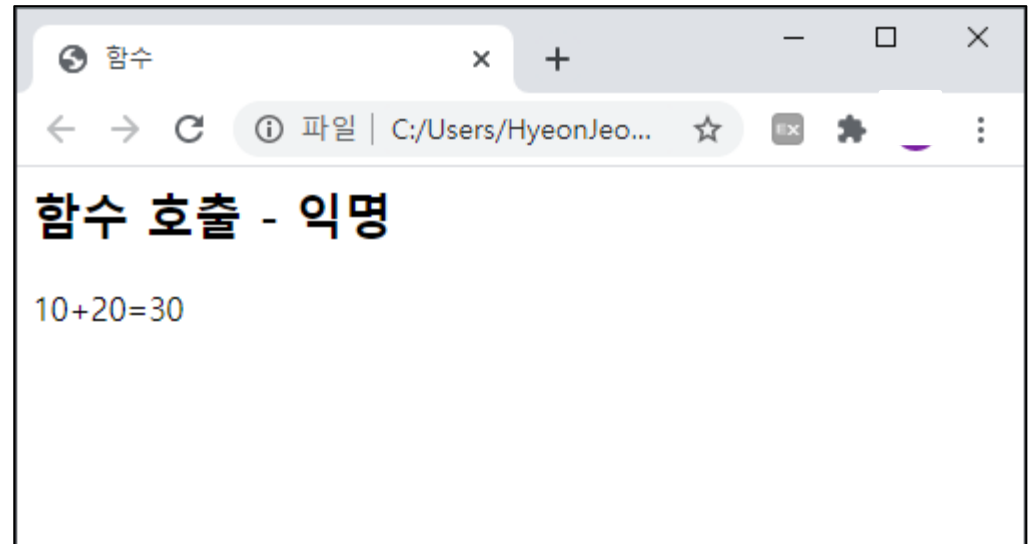 함수
파일 | C:/Users/HyeonJeo...
EX
함수 호출 - 익명
10+20=30